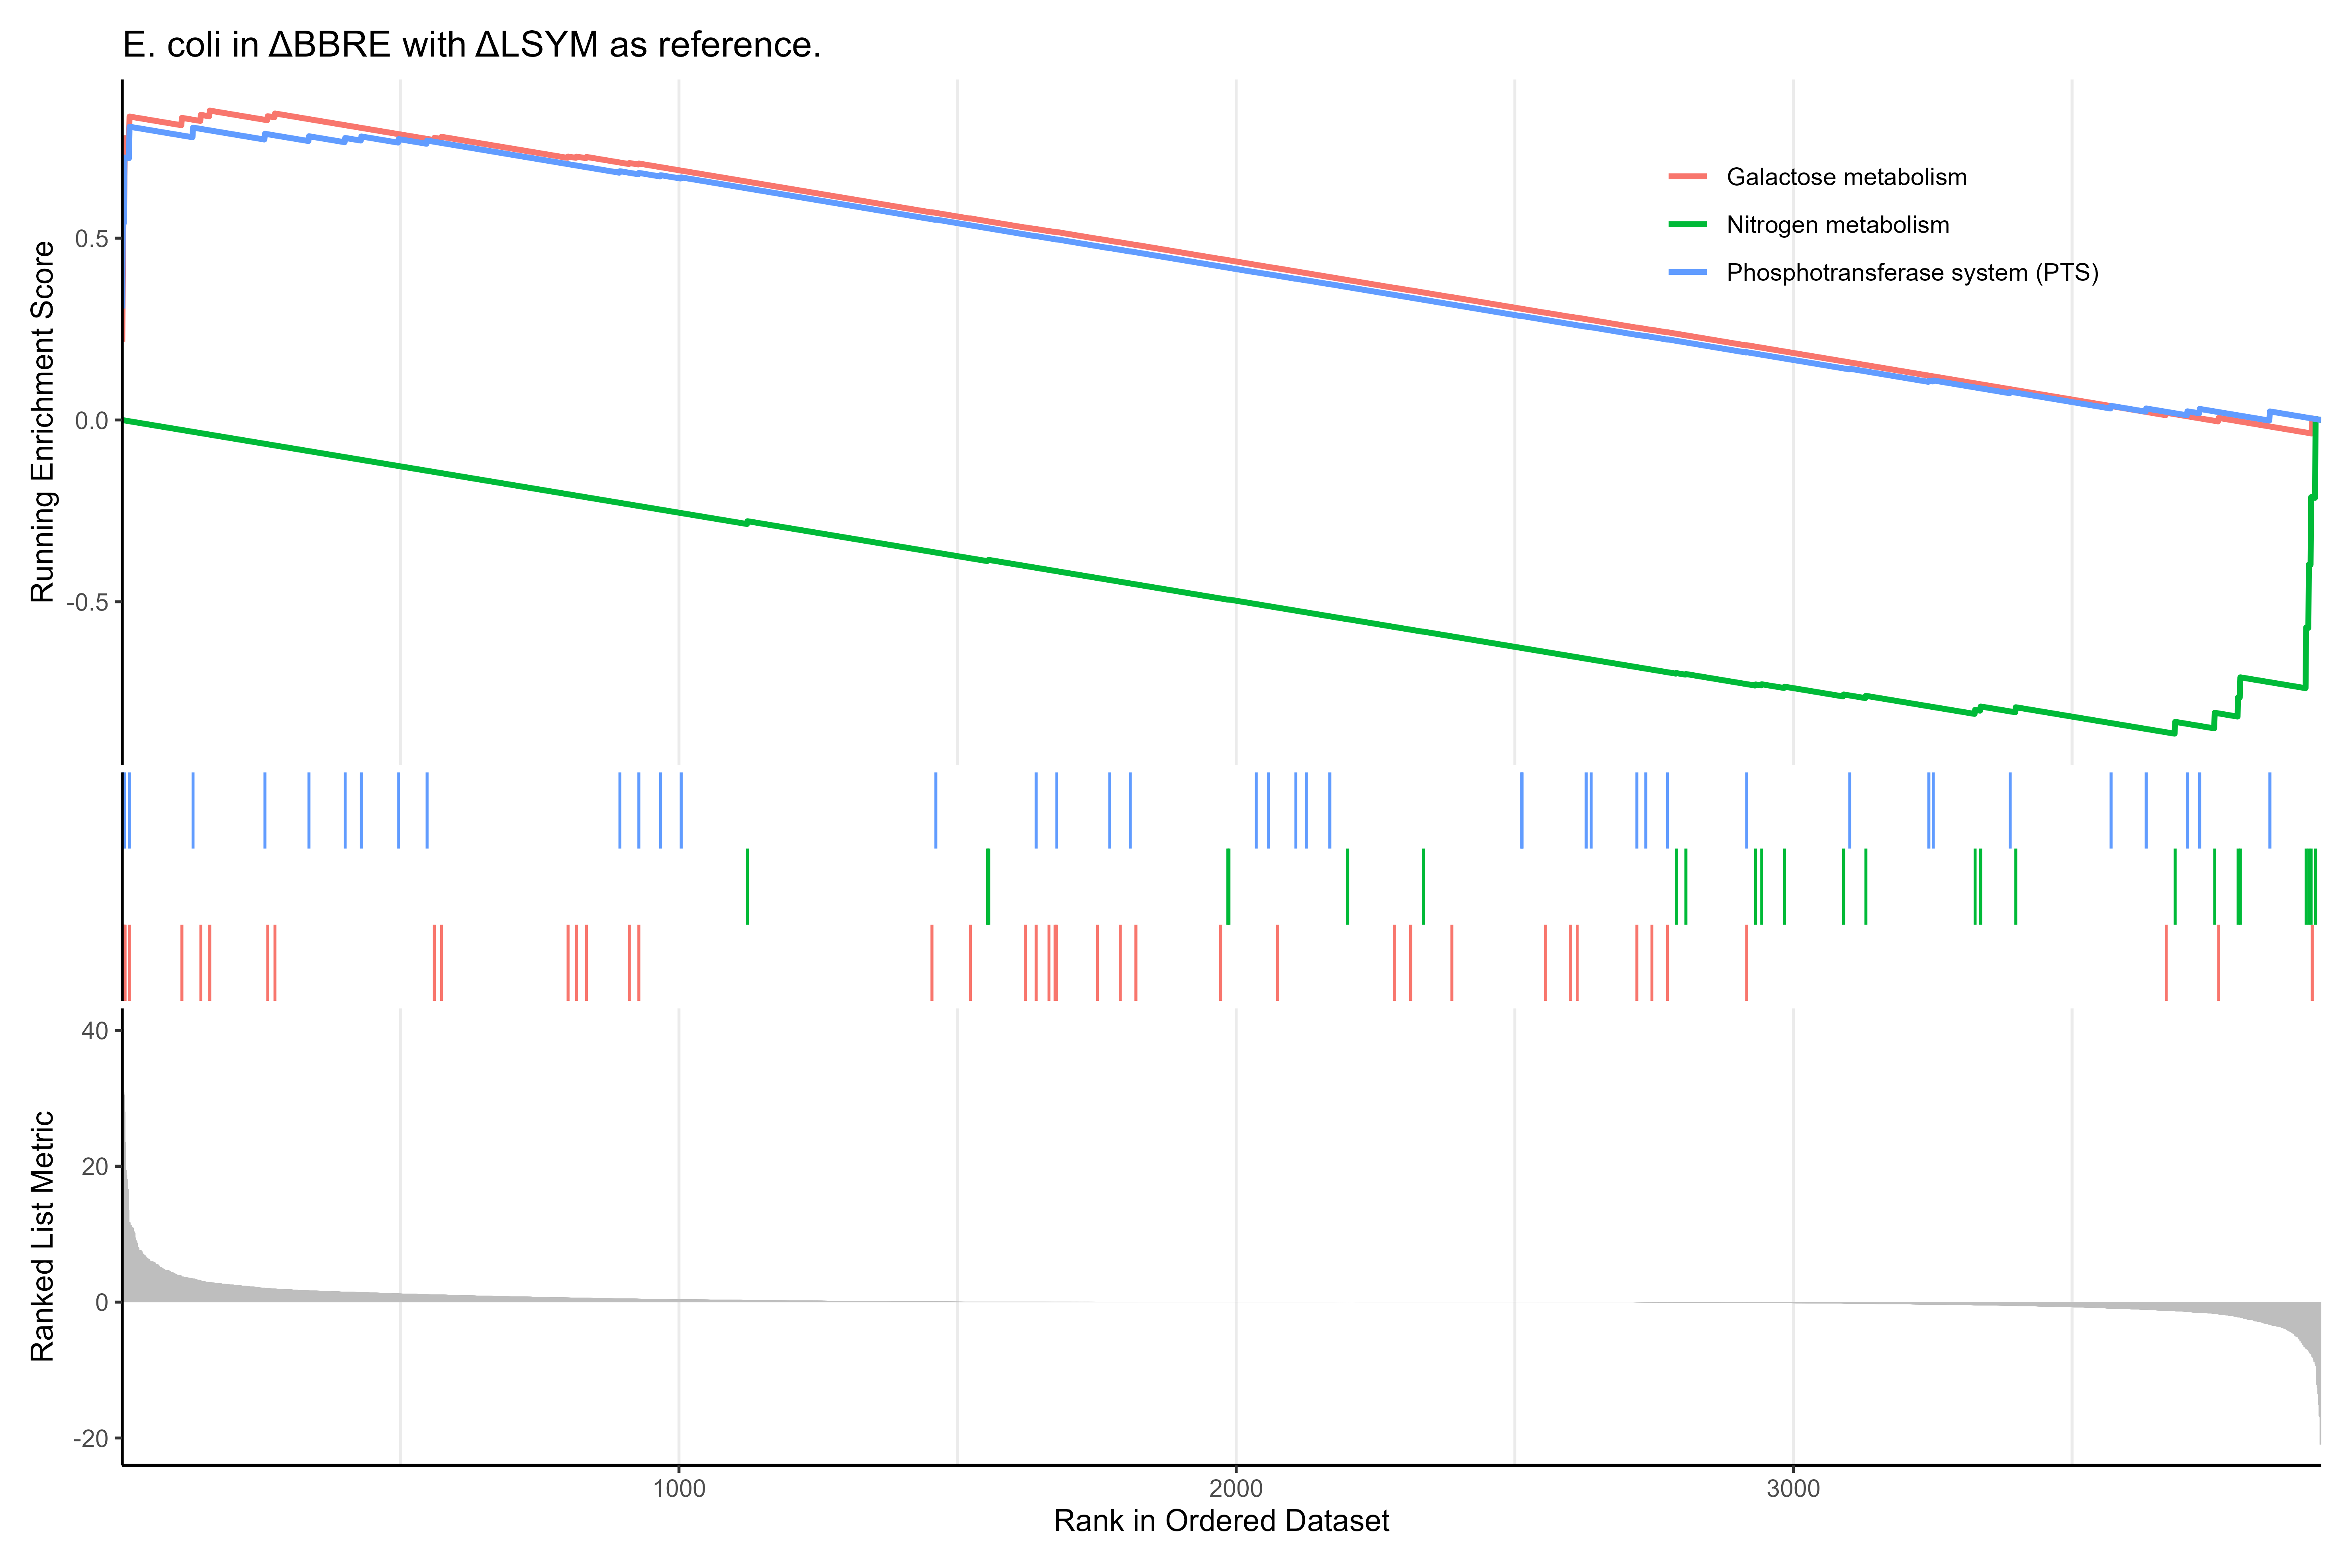 E. coli in ΔBBRE with ΔLSYM as reference.
Running Enrichment Score
0.5
0.0
-0.5
Galactose metabolism
Nitrogen metabolism
Phosphotransferase system (PTS)
Ranked List Metric
40
20
0
-20
1000
2000
3000
Rank in Ordered Dataset